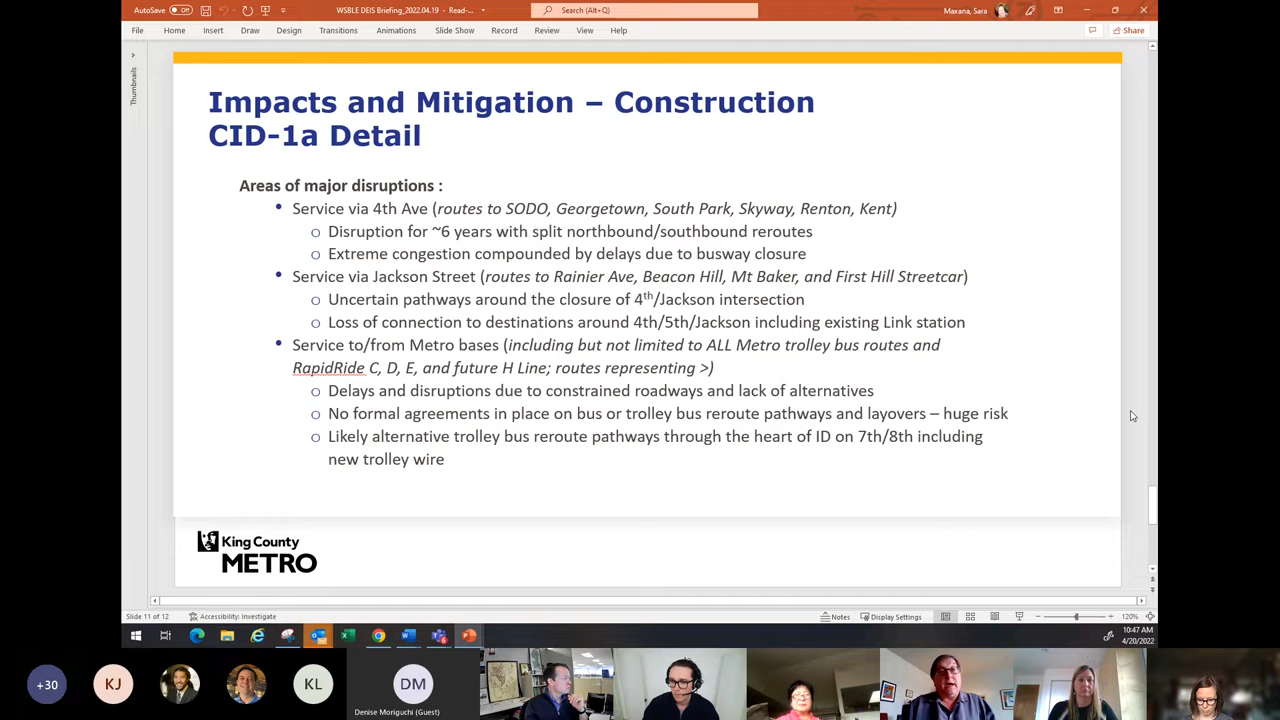 AutoSave Off WSBLE DEIS Briefing_2022.04.19 - Read-... Search (Alt+Q) Maxana, Sara
File Home Insert Draw Design Transitions Animations Slide Show Record Review View Help Share
Thumbnails
Impacts and Mitigation – Construction
CID-1a Detail
Areas of major disruptions :
• Service via 4th Ave (routes to SODO, Georgetown, South Park, Skyway, Renton, Kent)
o Disruption for ~6 years with split northbound/southbound reroutes
o Extreme congestion compounded by delays due to busway closure
• Service via Jackson Street (routes to Rainier Ave, Beacon Hill, Mt Baker, and First Hill Streetcar)
o Uncertain pathways around the closure of 4th/Jackson intersection
o Loss of connection to destinations around 4th/5th/Jackson including existing Link station
• Service to/from Metro bases (including but not limited to ALL Metro trolley bus routes and
RapidRide C, D, E, and future H Line; routes representing >)
o Delays and disruptions due to constrained roadways and lack of alternatives
o No formal agreements in place on bus or trolley bus reroute pathways and layovers – huge risk
o Likely alternative trolley bus reroute pathways through the heart of ID on 7th/8th including
new trolley wire
King County
METRO
Slide 11 of 12 Accessibility: Investigate Notes Display Settings 120%
10:47 AM
4/20/2022
+30 KJ KL DM
Denise Moriguchi (Guest)